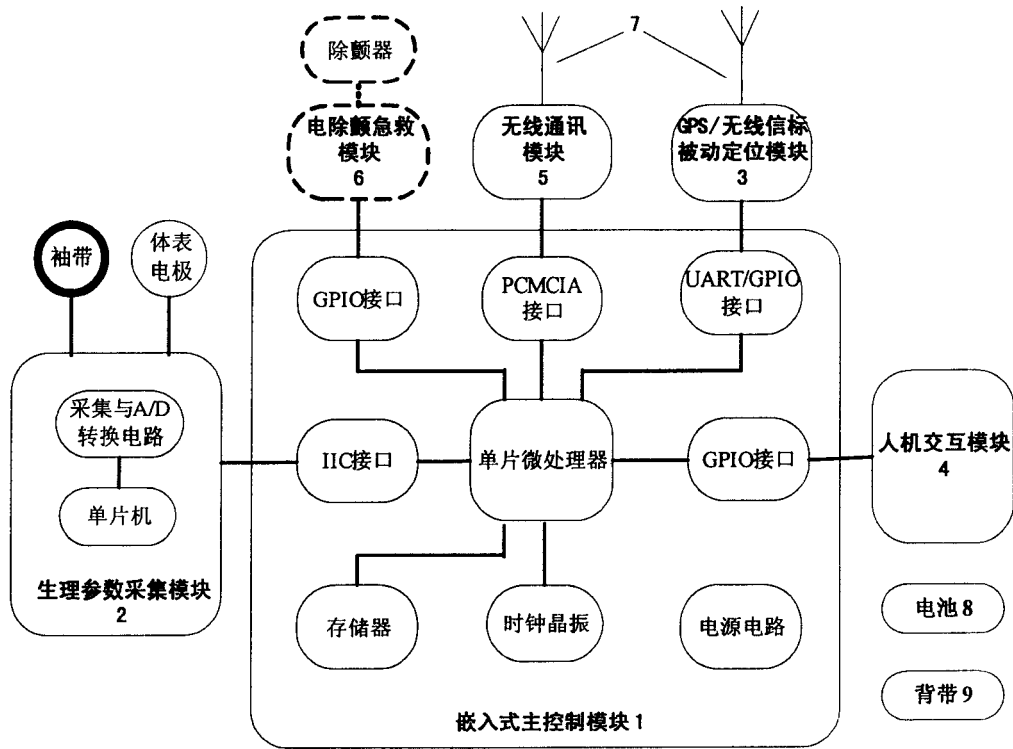 7
除颤器
电除颤急救
模块
6
无线通讯
模块
5
GPS/无线信标
被动定位模块
3
袖带
体表
电极
GPIO接口
PCMCIA
接口
UART/GPIO
接口
采集与A/D
转换电路
单片机
生理参数采集模块
2
IIC接口
单片微处理器
GPIO接口
人机交互模块
4
存储器
时钟晶振
电源电路
电池8
背带9
嵌入式主控制模块1